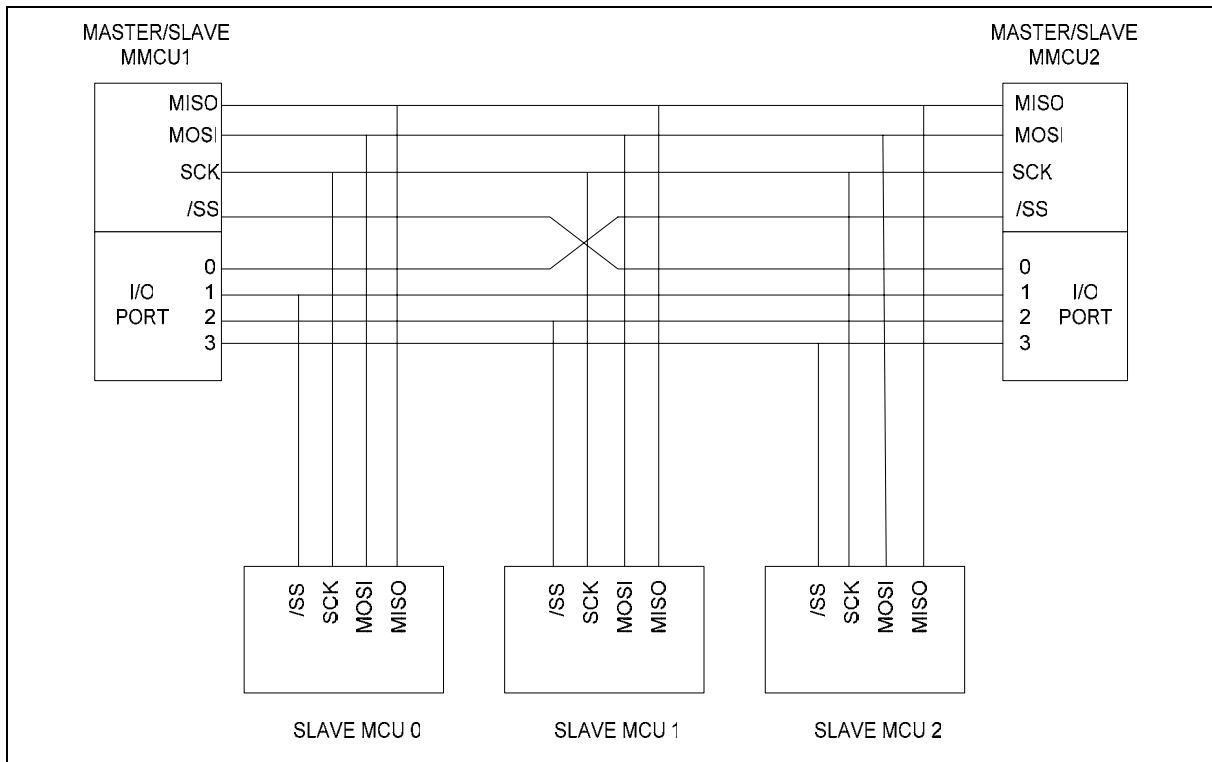 MASTER/SLAVE
MMCU1
MISO
MOSI
SCK
/SS
0
1
2
3
I/O
PORT
MASTER/SLAVE
MMCU2
MISO
MOSI
SCK
/SS
0
1
2
3
I/O
PORT
/SS
SCK
MOSI
MISO
SLAVE MCU 0
/SS
SCK
MOSI
MISO
SLAVE MCU 1
/SS
SCK
MOSI
MISO
SLAVE MCU 2